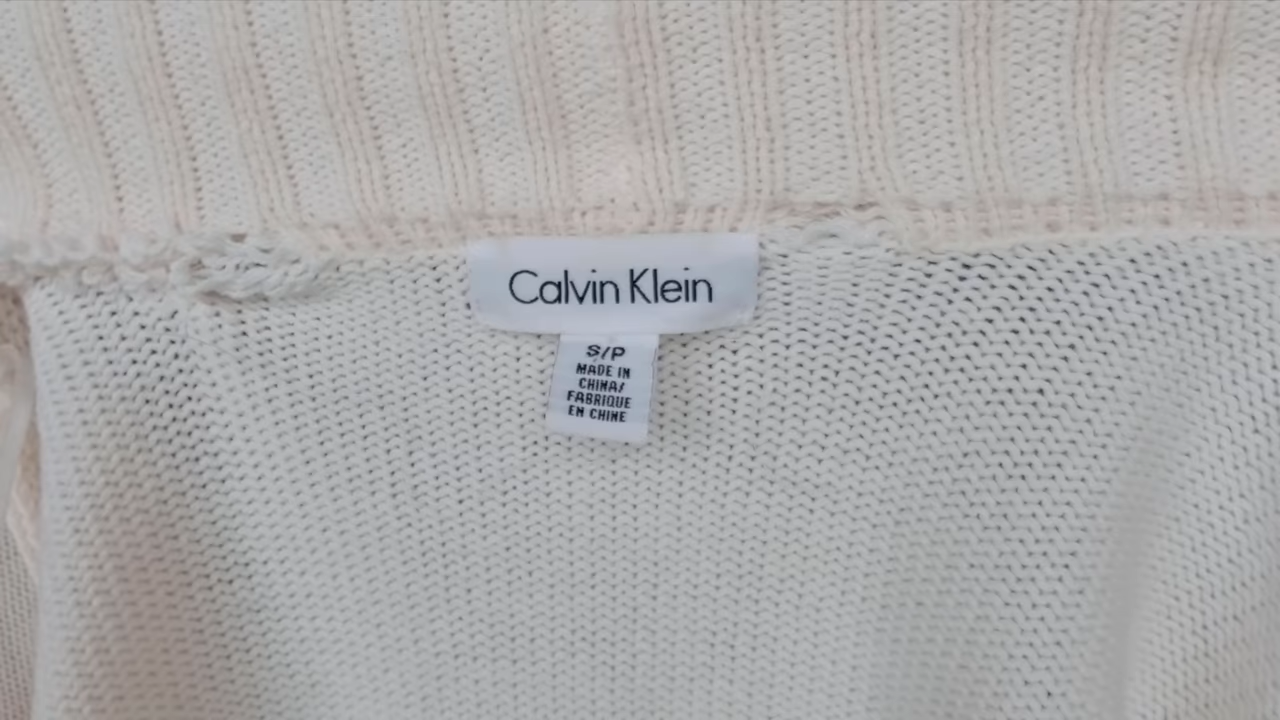 Calvin Klein
S/P
MADE IN
CHINA/
FABRIQUE
EN CHINE